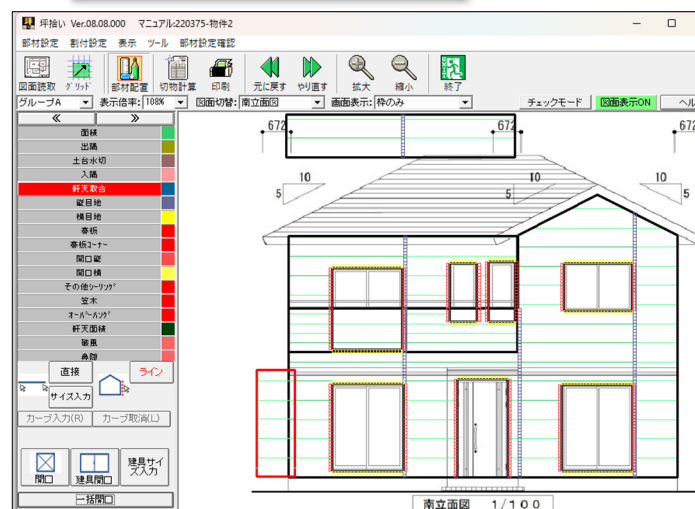 坪拾い Ver.08.08.000 マニュアル:220375-物件2
部材設定 割付設定 表示 ツール 部材設定確認
図面読取 グリッド 部材配置 切物計算 印刷 元に戻す やり直す 拡大 縮小 終了
グループA 表示倍率: 108% 図面切替: 南立面図 画面表示: 枠のみ チェックモード 図面表示ON ヘル
≪ ≫
面積
出隅
土台水切
入隅
軒天取合
縦目地
横目地
幕板
幕板コーナー
開口縦
開口横
その他シーリング
笠木
オーバーハング
軒天面積
破風
鼻隠
直接 ライン
サイズ入力
カーブ入力(R) カーブ取消(L)
開口 建具開口 建具サイズ入力
一括開口
672 672
10 10 10
5 5 5
南立面図 1/100